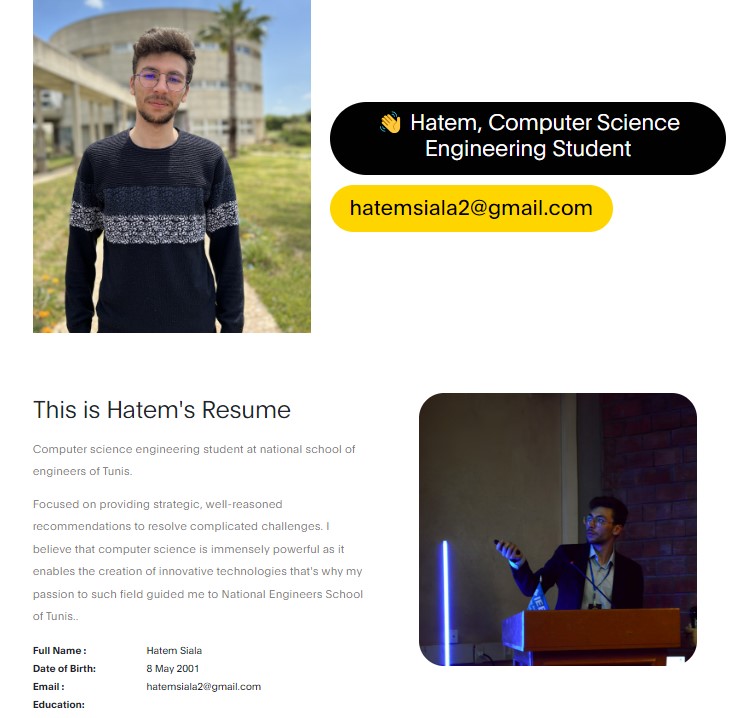 👋 Hatem, Computer Science
Engineering Student
hatemsiala2@gmail.com
This is Hatem's Resume
Computer science engineering student at national school of
engineers of Tunis.
Focused on providing strategic, well-reasoned
recommendations to resolve complicated challenges. I
believe that computer science is immensely powerful as it
enables the creation of innovative technologies that's why my
passion to such field guided me to National Engineers School
of Tunis..
Full Name : Hatem Siala
Date of Birth: 8 May 2001
Email : hatemsiala2@gmail.com
Education: